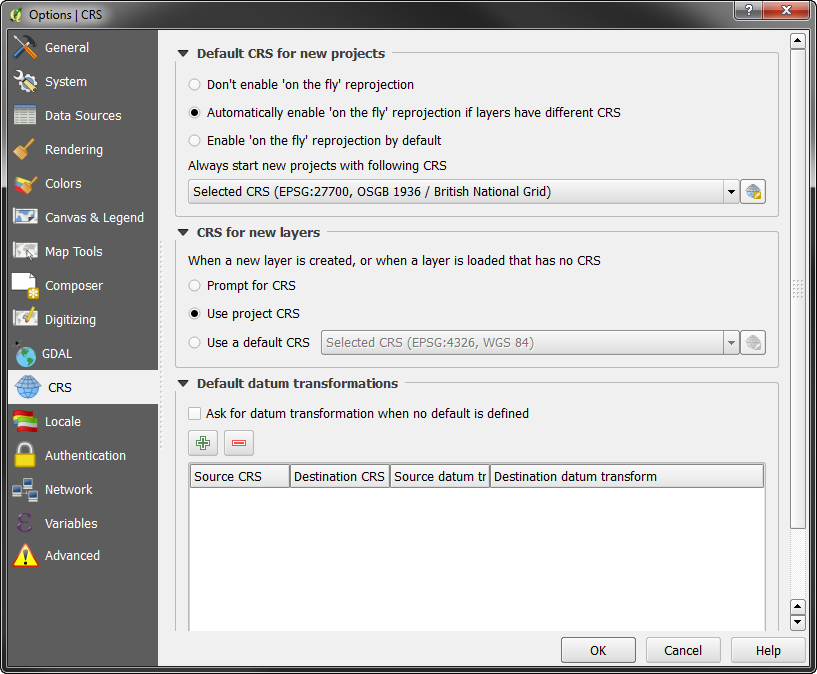 Options | CRS
?
General
System
Data Sources
Rendering
Colors
Canvas & Legend
Map Tools
Composer
Digitizing
GDAL
CRS
Locale
Authentication
Network
Variables
Advanced
Default CRS for new projects
Don't enable 'on the fly' reprojection
Automatically enable 'on the fly' reprojection if layers have different CRS
Enable 'on the fly' reprojection by default
Always start new projects with following CRS
Selected CRS (EPSG:27700, OSGB 1936 / British National Grid)
CRS for new layers
When a new layer is created, or when a layer is loaded that has no CRS
Prompt for CRS
Use project CRS
Use a default CRS Selected CRS (EPSG:4326, WGS 84)
Default datum transformations
Ask for datum transformation when no default is defined
Source CRS Destination CRS Source datum tr Destination datum transform
OK Cancel Help